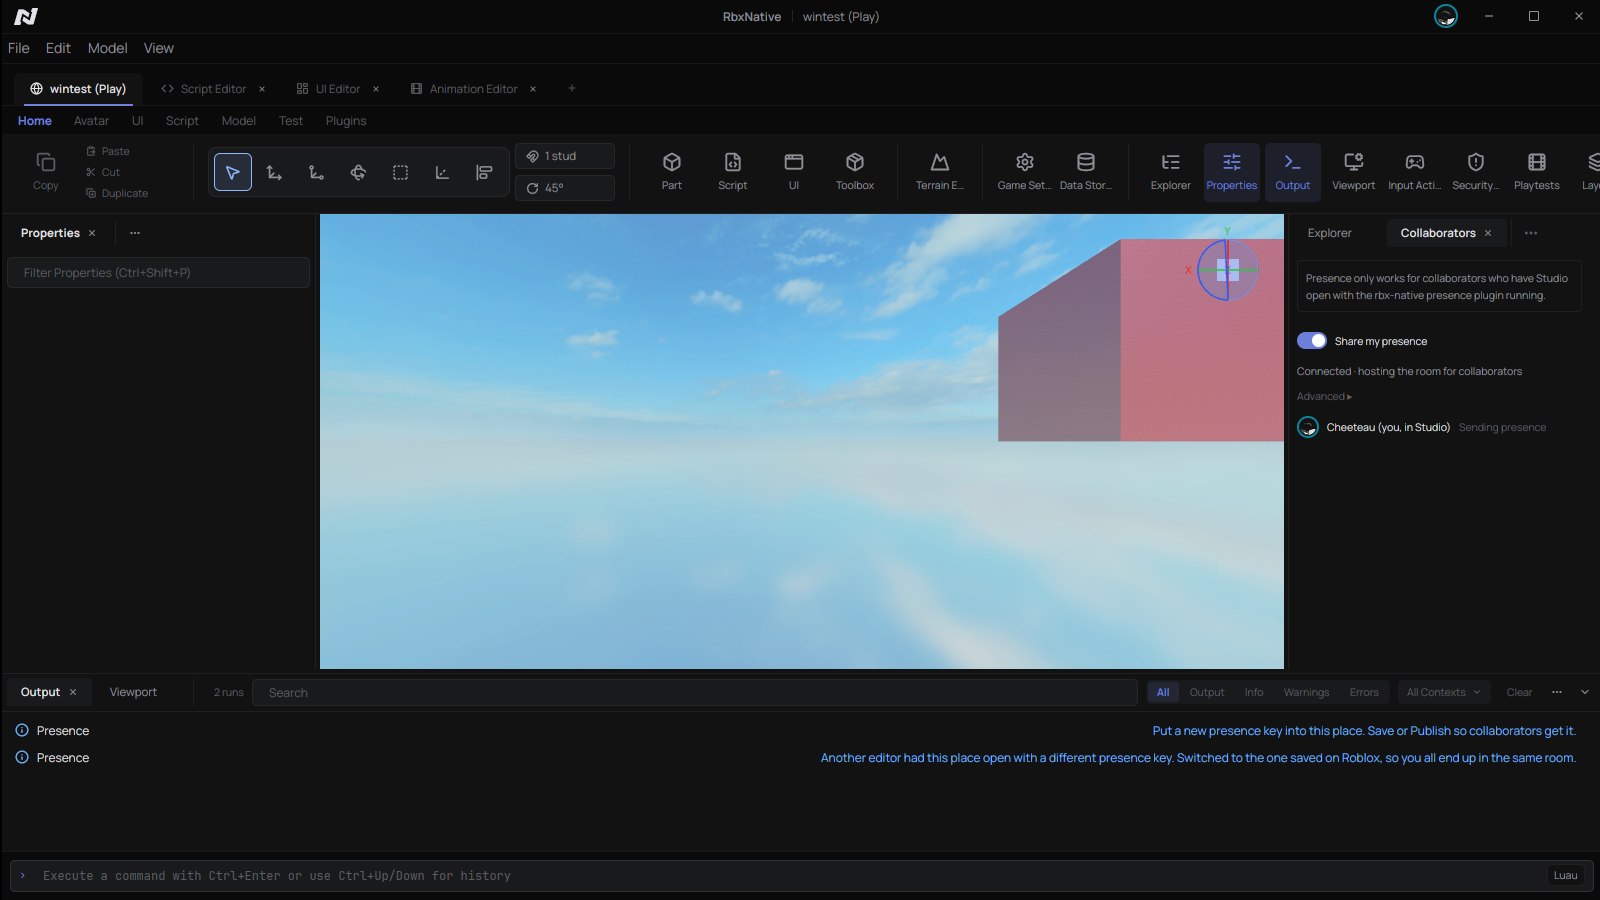 RbxNative
wintest (Play)
File Edit Model View
wintest (Play)
Script Editor
UI Editor
Animation Editor
Home Avatar UI Script Model Test Plugins
Copy
Paste
Cut
Duplicate
1 stud
45°
Part
Script
UI
Toolbox
Terrain E...
Game Set...
Data Stor...
Explorer
Properties
Output
Viewport
Input Acti...
Security...
Playtests
Lay
Properties
Filter Properties (Ctrl+Shift+P)
Y
X
Explorer
Collaborators
Presence only works for collaborators who have Studio
open with the rbx-native presence plugin running.
Share my presence
Connected · hosting the room for collaborators
Advanced ▸
Cheeteau (you, in Studio) Sending presence
Output
Viewport
2 runs
Search
All Output Info Warnings Errors
All Contexts
Clear
Presence
Put a new presence key into this place. Save or Publish so collaborators get it.
Presence
Another editor had this place open with a different presence key. Switched to the one saved on Roblox, so you all end up in the same room.
Execute a command with Ctrl+Enter or use Ctrl+Up/Down for history
Luau